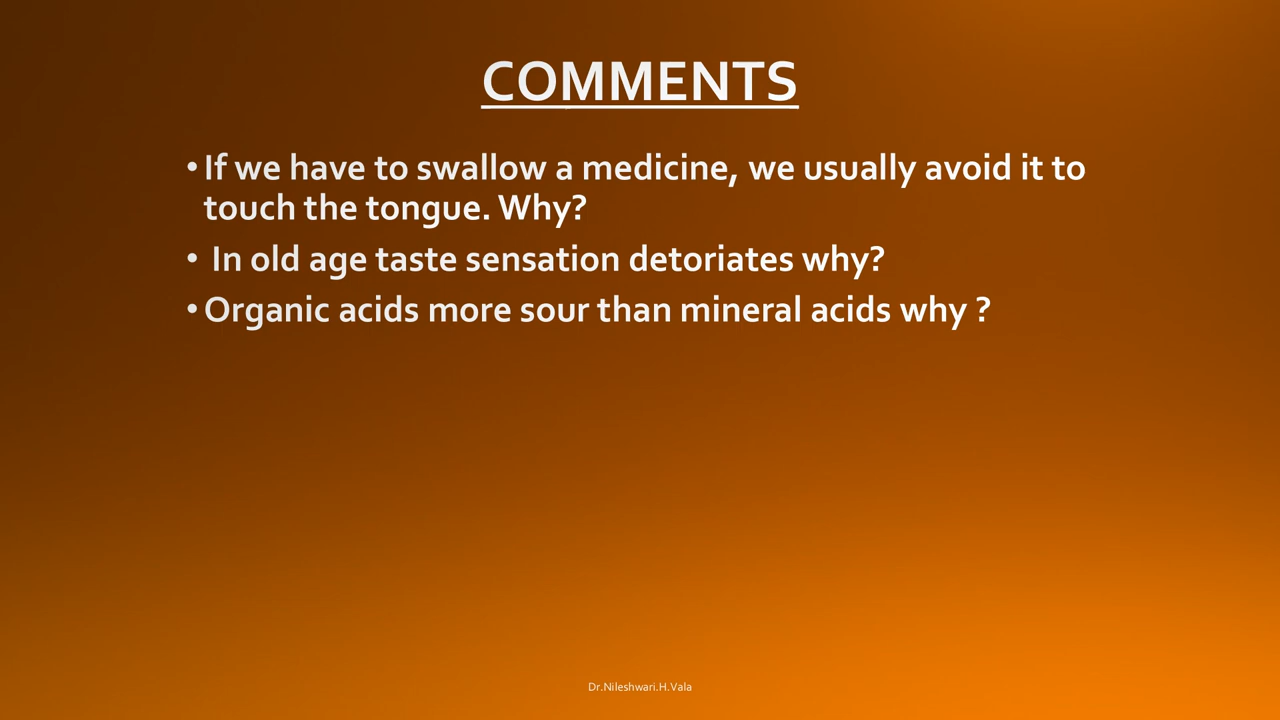 COMMENTS
•If we have to swallow a medicine, we usually avoid it to
touch the tongue. Why?
• In old age taste sensation detoriates why?
•Organic acids more sour than mineral acids why ?
Dr.Nileshwari.H.Vala